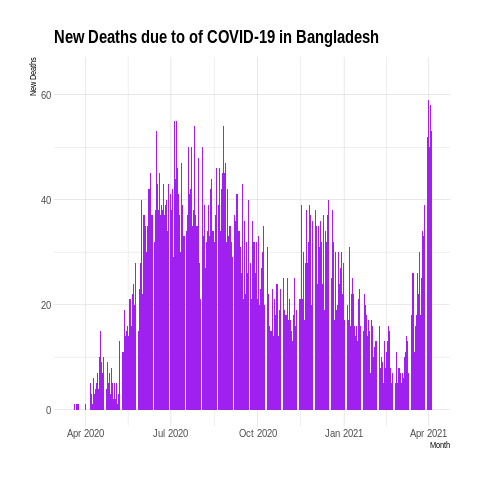 New Deaths due to of COVID-19 in Bangladesh
New Deaths
60
40
20
0
Apr 2020
Jul 2020
Oct 2020
Jan 2021
Apr 2021
Month